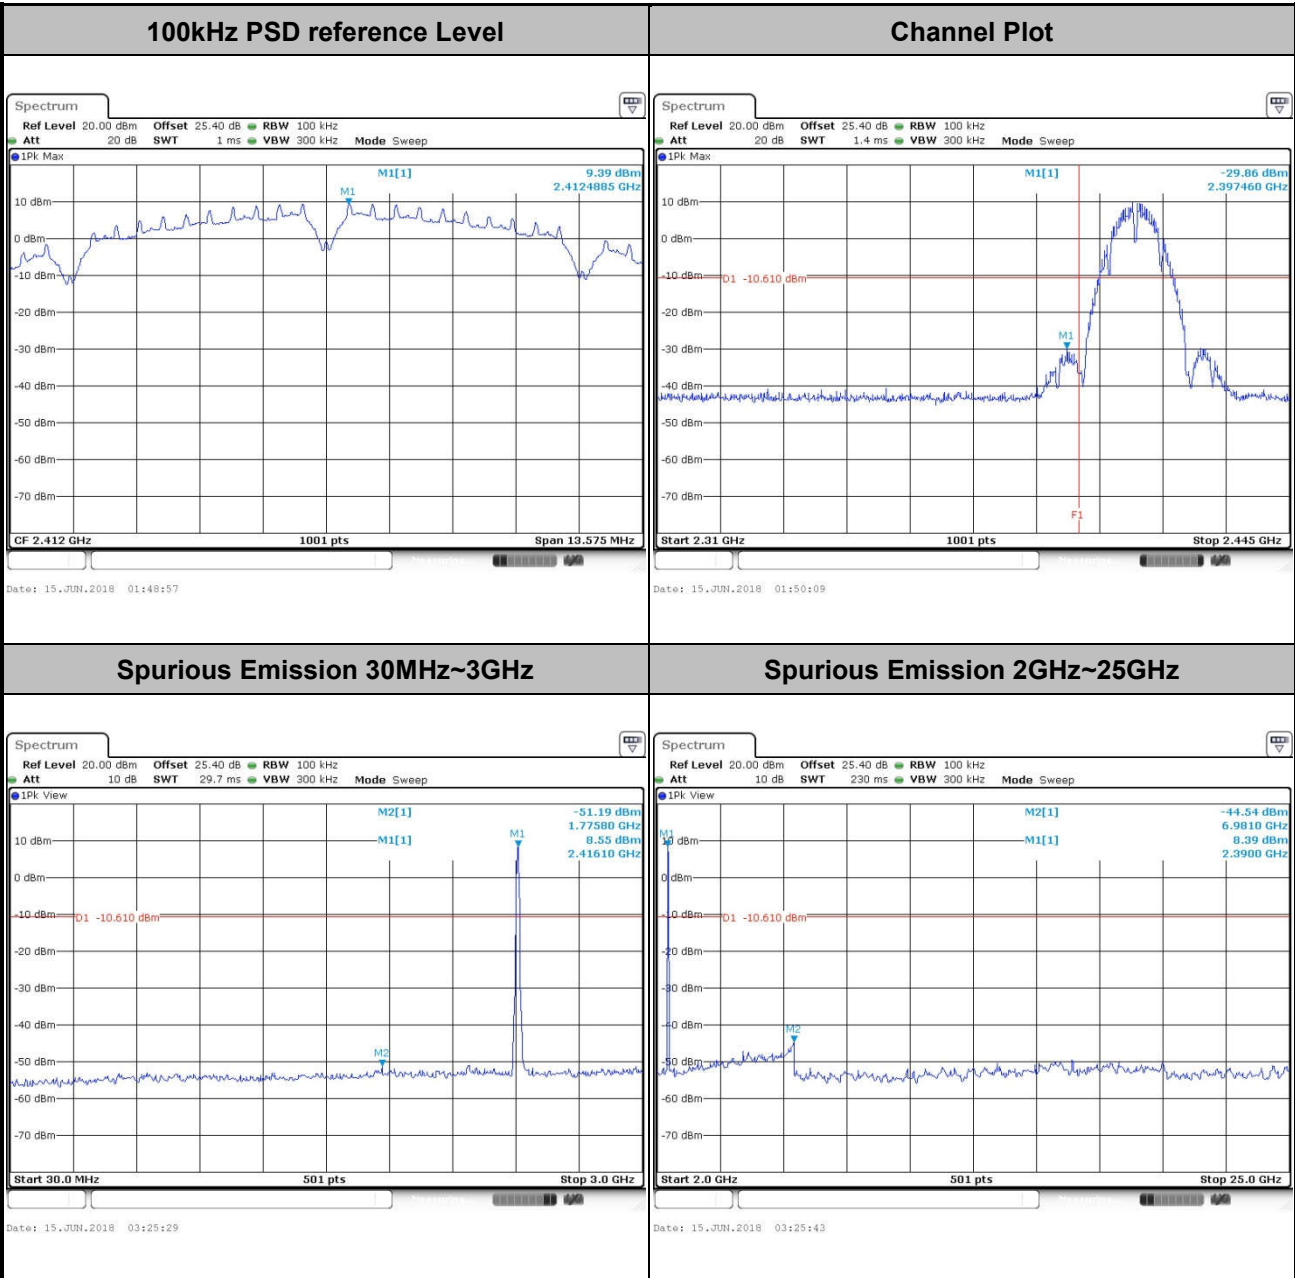 100kHz PSD reference Level
Channel Plot
Spectrum
Ref Level 20.00 dBm Offset 25.40 dB RBW 100 kHz
Att 20 dB SWT 1 ms VBW 300 kHz Mode Sweep
1Pk Max
M1[1] 9.39 dBm
2.4124885 GHz
M1
10 dBm
0 dBm
-10 dBm
-20 dBm
-30 dBm
-40 dBm
-50 dBm
-60 dBm
-70 dBm
CF 2.412 GHz 1001 pts Span 13.575 MHz
Date: 15.JUN.2018 01:48:57
Spectrum
Ref Level 20.00 dBm Offset 25.40 dB RBW 100 kHz
Att 20 dB SWT 1.4 ms VBW 300 kHz Mode Sweep
1Pk Max
M1[1] -29.86 dBm
2.397460 GHz
10 dBm
0 dBm
-10 dBm
D1 -10.610 dBm
-20 dBm
M1
-30 dBm
-40 dBm
-50 dBm
-60 dBm
-70 dBm
F1
Start 2.31 GHz 1001 pts Stop 2.445 GHz
Date: 15.JUN.2018 01:50:09
Spurious Emission 30MHz~3GHz
Spurious Emission 2GHz~25GHz
Spectrum
Ref Level 20.00 dBm Offset 25.40 dB RBW 100 kHz
Att 10 dB SWT 29.7 ms VBW 300 kHz Mode Sweep
1Pk View
M2[1] -51.19 dBm
1.77580 GHz
M1[1] 8.55 dBm
2.41610 GHz
M1
10 dBm
0 dBm
-10 dBm
D1 -10.610 dBm
-20 dBm
-30 dBm
-40 dBm
M2
-50 dBm
-60 dBm
-70 dBm
Start 30.0 MHz 501 pts Stop 3.0 GHz
Date: 15.JUN.2018 03:25:29
Spectrum
Ref Level 20.00 dBm Offset 25.40 dB RBW 100 kHz
Att 10 dB SWT 230 ms VBW 300 kHz Mode Sweep
1Pk View
M2[1] -44.54 dBm
6.9810 GHz
M1[1] 8.39 dBm
2.3900 GHz
M1
10 dBm
0 dBm
-10 dBm
D1 -10.610 dBm
-20 dBm
-30 dBm
-40 dBm
M2
-50 dBm
-60 dBm
-70 dBm
Start 2.0 GHz 501 pts Stop 25.0 GHz
Date: 15.JUN.2018 03:25:43